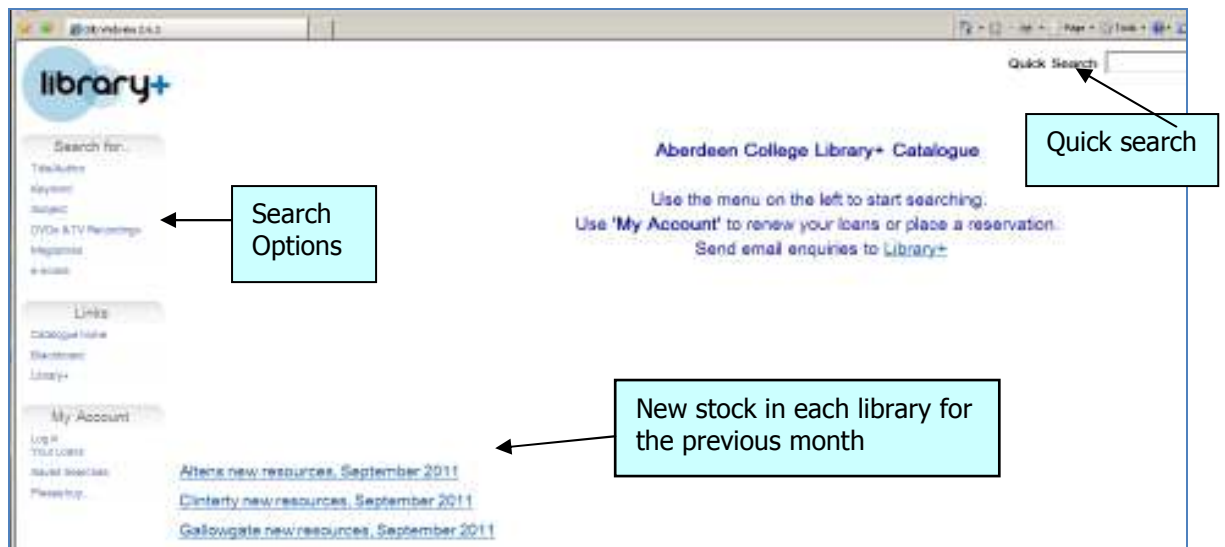 Page
Tools
library+
Quick Search
Quick search
Search for...
Title/Author
Keyword
Subject
DVDs & TV Recordings
Magazines
e-books
Search
Options
Aberdeen College Library+ Catalogue
Use the menu on the left to start searching.
Use 'My Account' to renew your loans or place a reservation.
Send email enquiries to Library+
Links
Catalogue home
Blackboard
Library+
My Account
Log in
Your Loans
Saved Searches
New stock in each library for
the previous month
Altens new resources, September 2011
Clinterty new resources, September 2011
Gallowgate new resources, September 2011